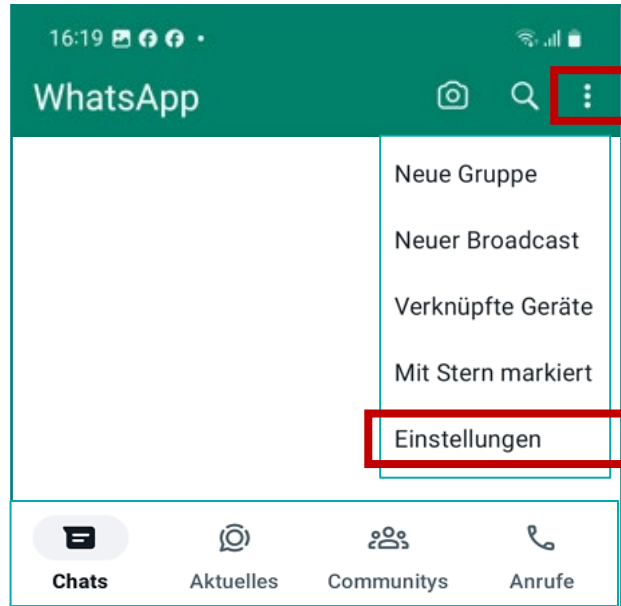 16:19
WhatsApp
Neue Gruppe
Neuer Broadcast
Verknüpfte Geräte
Mit Stern markiert
Einstellungen
Chats Aktuelles Communitys Anrufe